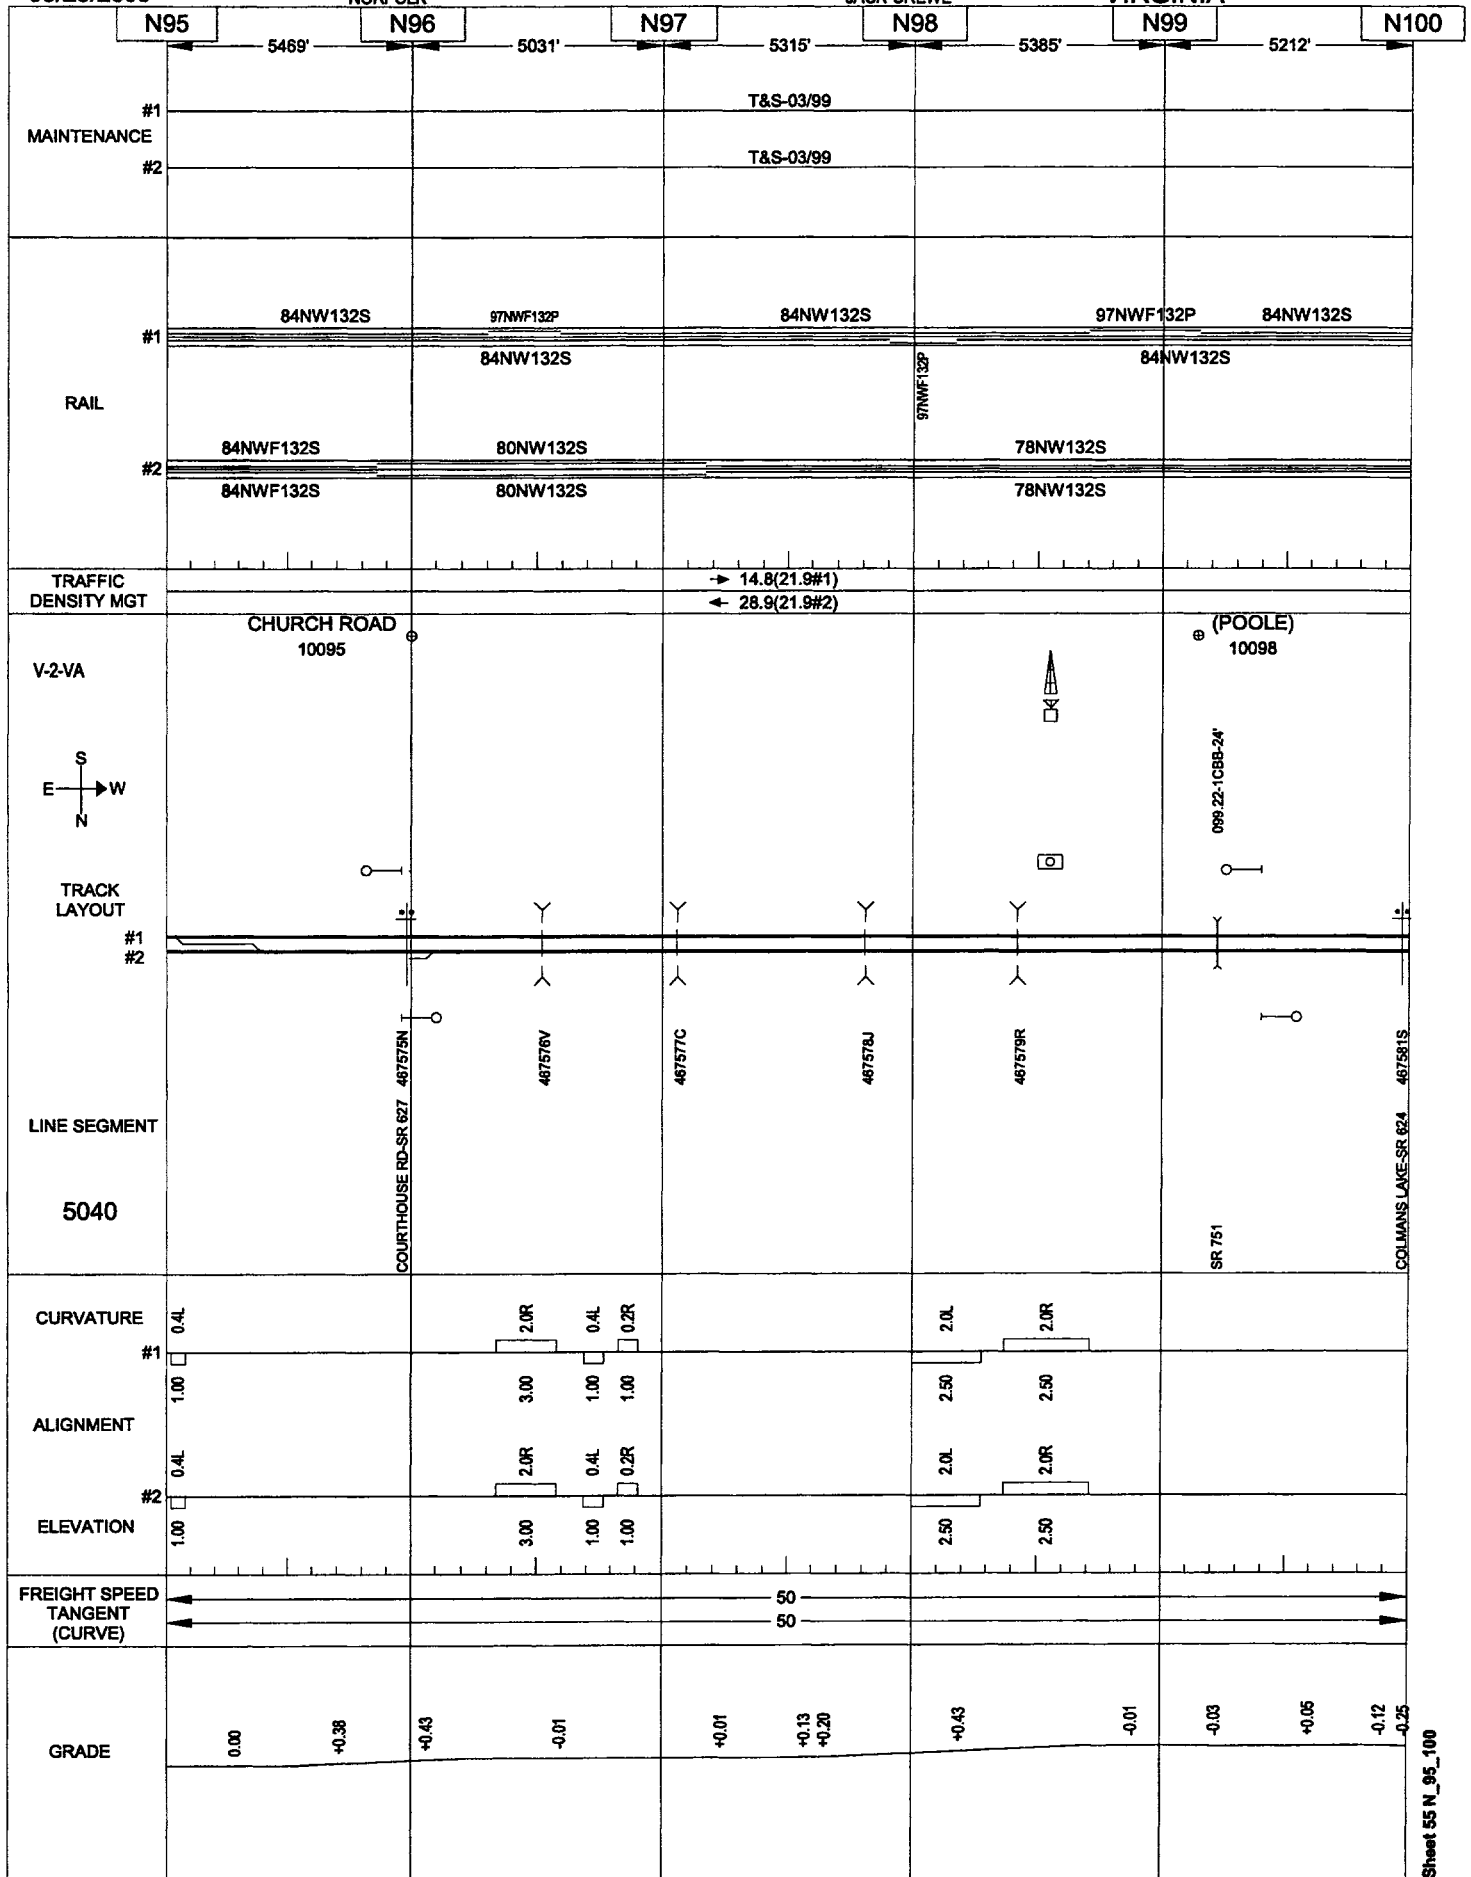 N95 N96 N97 N98 N99 N100
5469' 5031' 5315' 5385' 5212'
#1 T&S-03/99
MAINTENANCE
#2 T&S-03/99
84NW132S 97NWF132P 84NW132S 97NWF132P 84NW132S
#1
84NW132S 84NW132S
97NWF132P
RAIL
84NWF132S 80NW132S 78NW132S
#2
84NWF132S 80NW132S 78NW132S
TRAFFIC
DENSITY MGT
14.8(21.9#1)
28.9(21.9#2)
CHURCH ROAD
10095
(POOLE)
10098
V-2-VA
S
E W
N
099.22-1CBB-24'
TRACK
LAYOUT
#1
#2
COURTHOUSE RD-SR 627 467575N
467576V
467577C
467578J
467579R
SR 751
COLMANS LAKE-SR 624 467581S
LINE SEGMENT
5040
CURVATURE
0.4L 2.0R 0.4L 0.2R 2.0L 2.0R
#1
1.00 3.00 1.00 1.00 2.50 2.50
ALIGNMENT
0.4L 2.0R 0.4L 0.2R 2.0L 2.0R
#2
1.00 3.00 1.00 1.00 2.50 2.50
ELEVATION
FREIGHT SPEED
TANGENT
(CURVE)
50
50
GRADE
0.00 +0.38 +0.43 -0.01 +0.01 +0.13 +0.20 +0.43 -0.01 -0.03 +0.05 -0.12 -0.25
Sheet 55 N_95_100